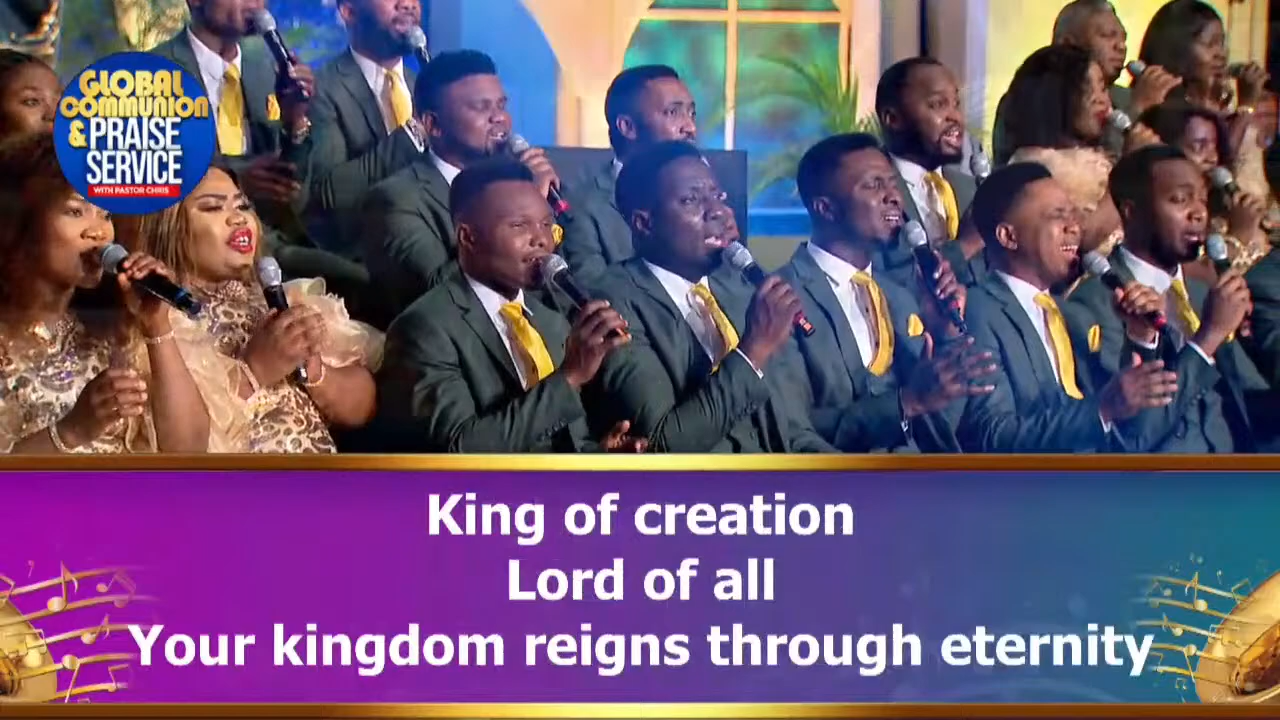 GLOBAL
COMMUNION
& PRAISE
SERVICE
WITH PASTOR CHRIS
King of creation
Lord of all
Your kingdom reigns through eternity